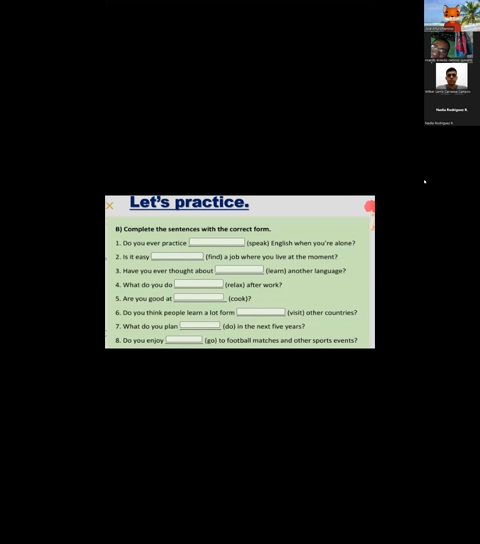 Nadia Rodriguez R.
Nadia Rodriguez R.
Let's practice.
B) Complete the sentences with the correct form.
1. Do you ever practice (speak) English when you're alone?
2. Is it easy (find) a job where you live at the moment?
3. Have you ever thought about (learn) another language?
4. What do you do (relax) after work?
5. Are you good at (cook)?
6. Do you think people learn a lot form (visit) other countries?
7. What do you plan (do) in the next five years?
8. Do you enjoy (go) to football matches and other sports events?